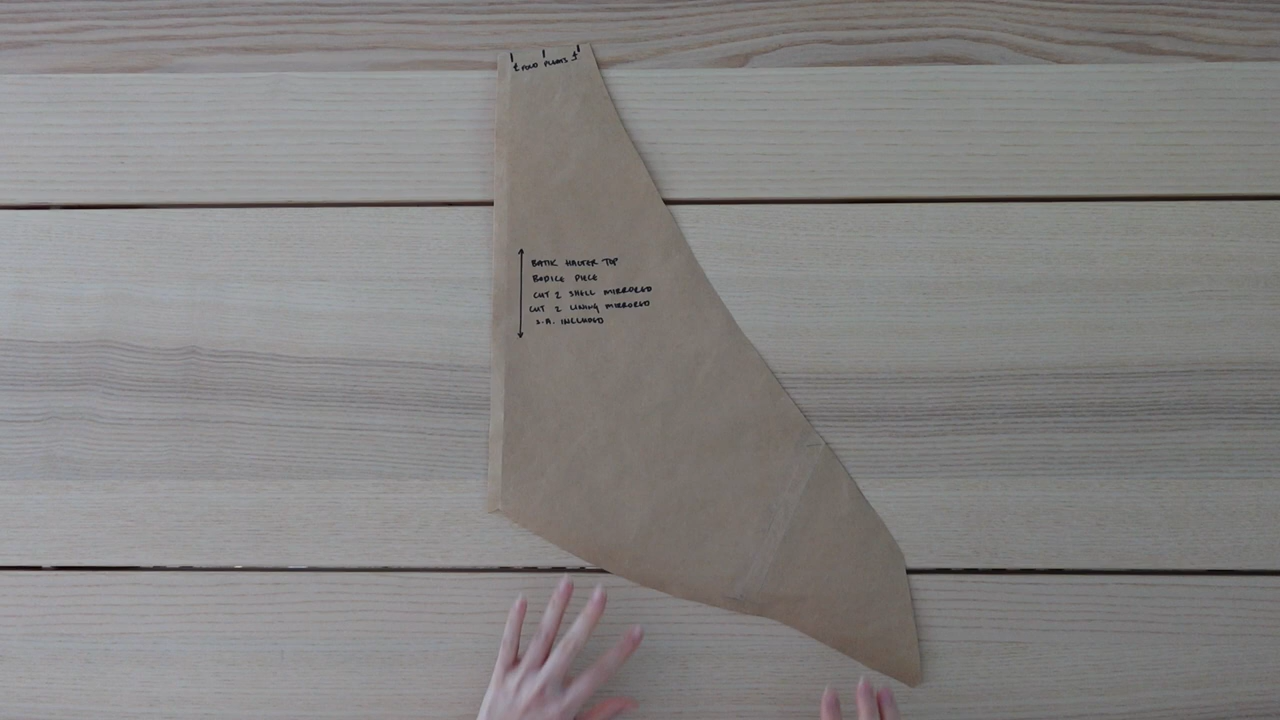 FOLD PLEATS
BATIK HALTER TOP
BODICE PIECE
CUT 2 SHELL MIRRORED
CUT 2 LINING MIRRORED
S.A. INCLUDED